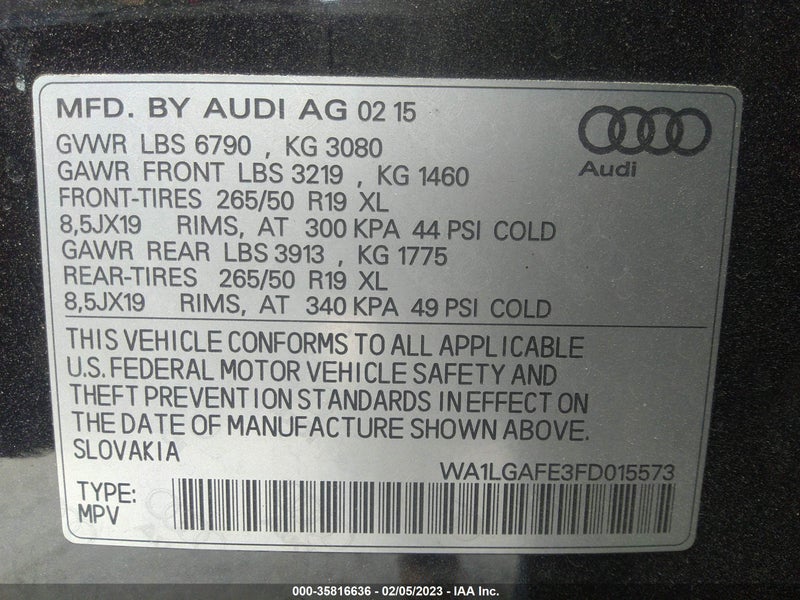 MFD. BY AUDI AG 02 15
GVWR LBS 6790 , KG 3080
GAWR FRONT LBS 3219 , KG 1460
FRONT-TIRES 265/50 R19 XL
8,5JX19 RIMS, AT 300 KPA 44 PSI COLD
GAWR REAR LBS 3913 , KG 1775
REAR-TIRES 265/50 R19 XL
8,5JX19 RIMS, AT 340 KPA 49 PSI COLD
Audi
THIS VEHICLE CONFORMS TO ALL APPLICABLE
U.S. FEDERAL MOTOR VEHICLE SAFETY AND
THEFT PREVENTION STANDARDS IN EFFECT ON
THE DATE OF MANUFACTURE SHOWN ABOVE.
SLOVAKIA
WA1LGAFE3FD015573
TYPE:
MPV
000-35816636 - 02/05/2023 - IAA Inc.